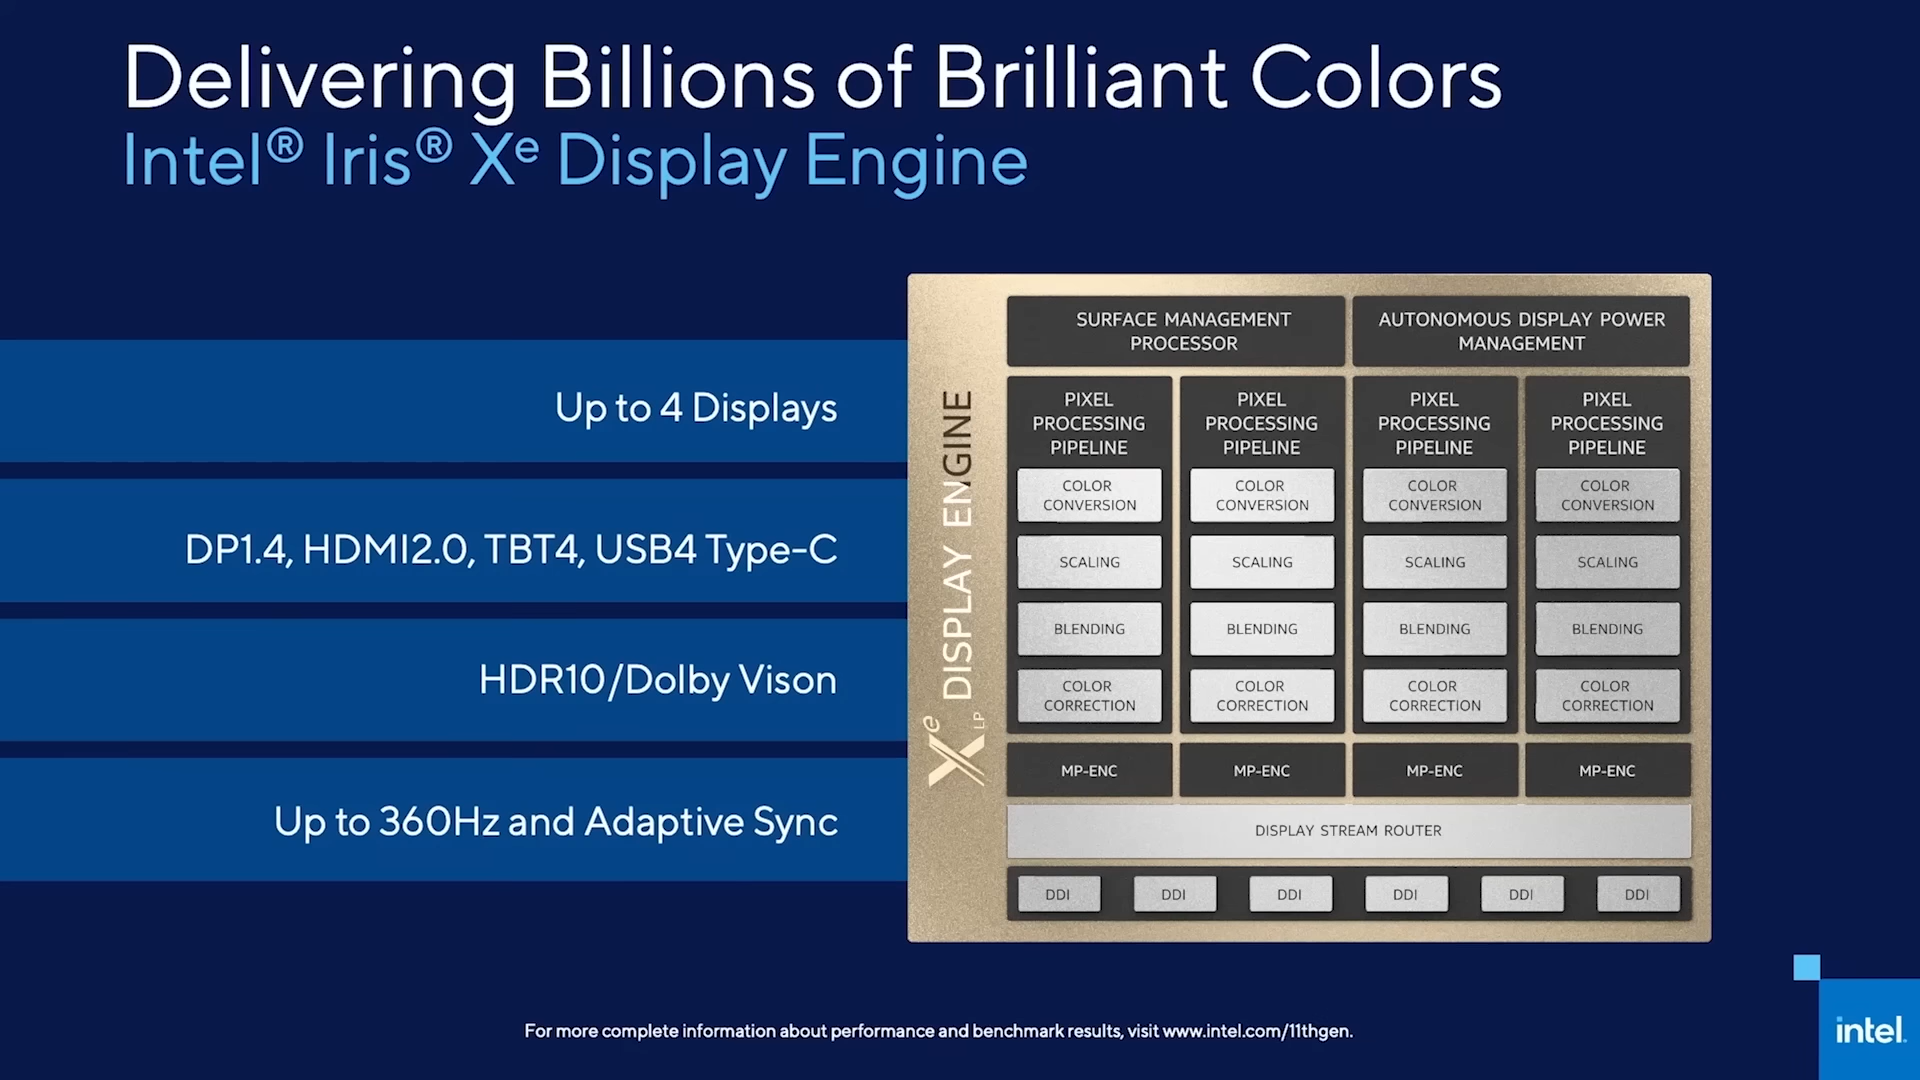 Delivering Billions of Brilliant Colors
Intel® Iris® Xe Display Engine
Up to 4 Displays
DP1.4, HDMI2.0, TBT4, USB4 Type-C
HDR10/Dolby Vison
Up to 360Hz and Adaptive Sync
Xe LP DISPLAY ENGINE
SURFACE MANAGEMENT
PROCESSOR
AUTONOMOUS DISPLAY POWER
MANAGEMENT
PIXEL
PROCESSING
PIPELINE
COLOR
CONVERSION
SCALING
BLENDING
COLOR
CORRECTION
MP-ENC
PIXEL
PROCESSING
PIPELINE
COLOR
CONVERSION
SCALING
BLENDING
COLOR
CORRECTION
MP-ENC
PIXEL
PROCESSING
PIPELINE
COLOR
CONVERSION
SCALING
BLENDING
COLOR
CORRECTION
MP-ENC
PIXEL
PROCESSING
PIPELINE
COLOR
CONVERSION
SCALING
BLENDING
COLOR
CORRECTION
MP-ENC
DISPLAY STREAM ROUTER
DDI DDI DDI DDI DDI DDI
For more complete information about performance and benchmark results, visit www.intel.com/11thgen.
intel.